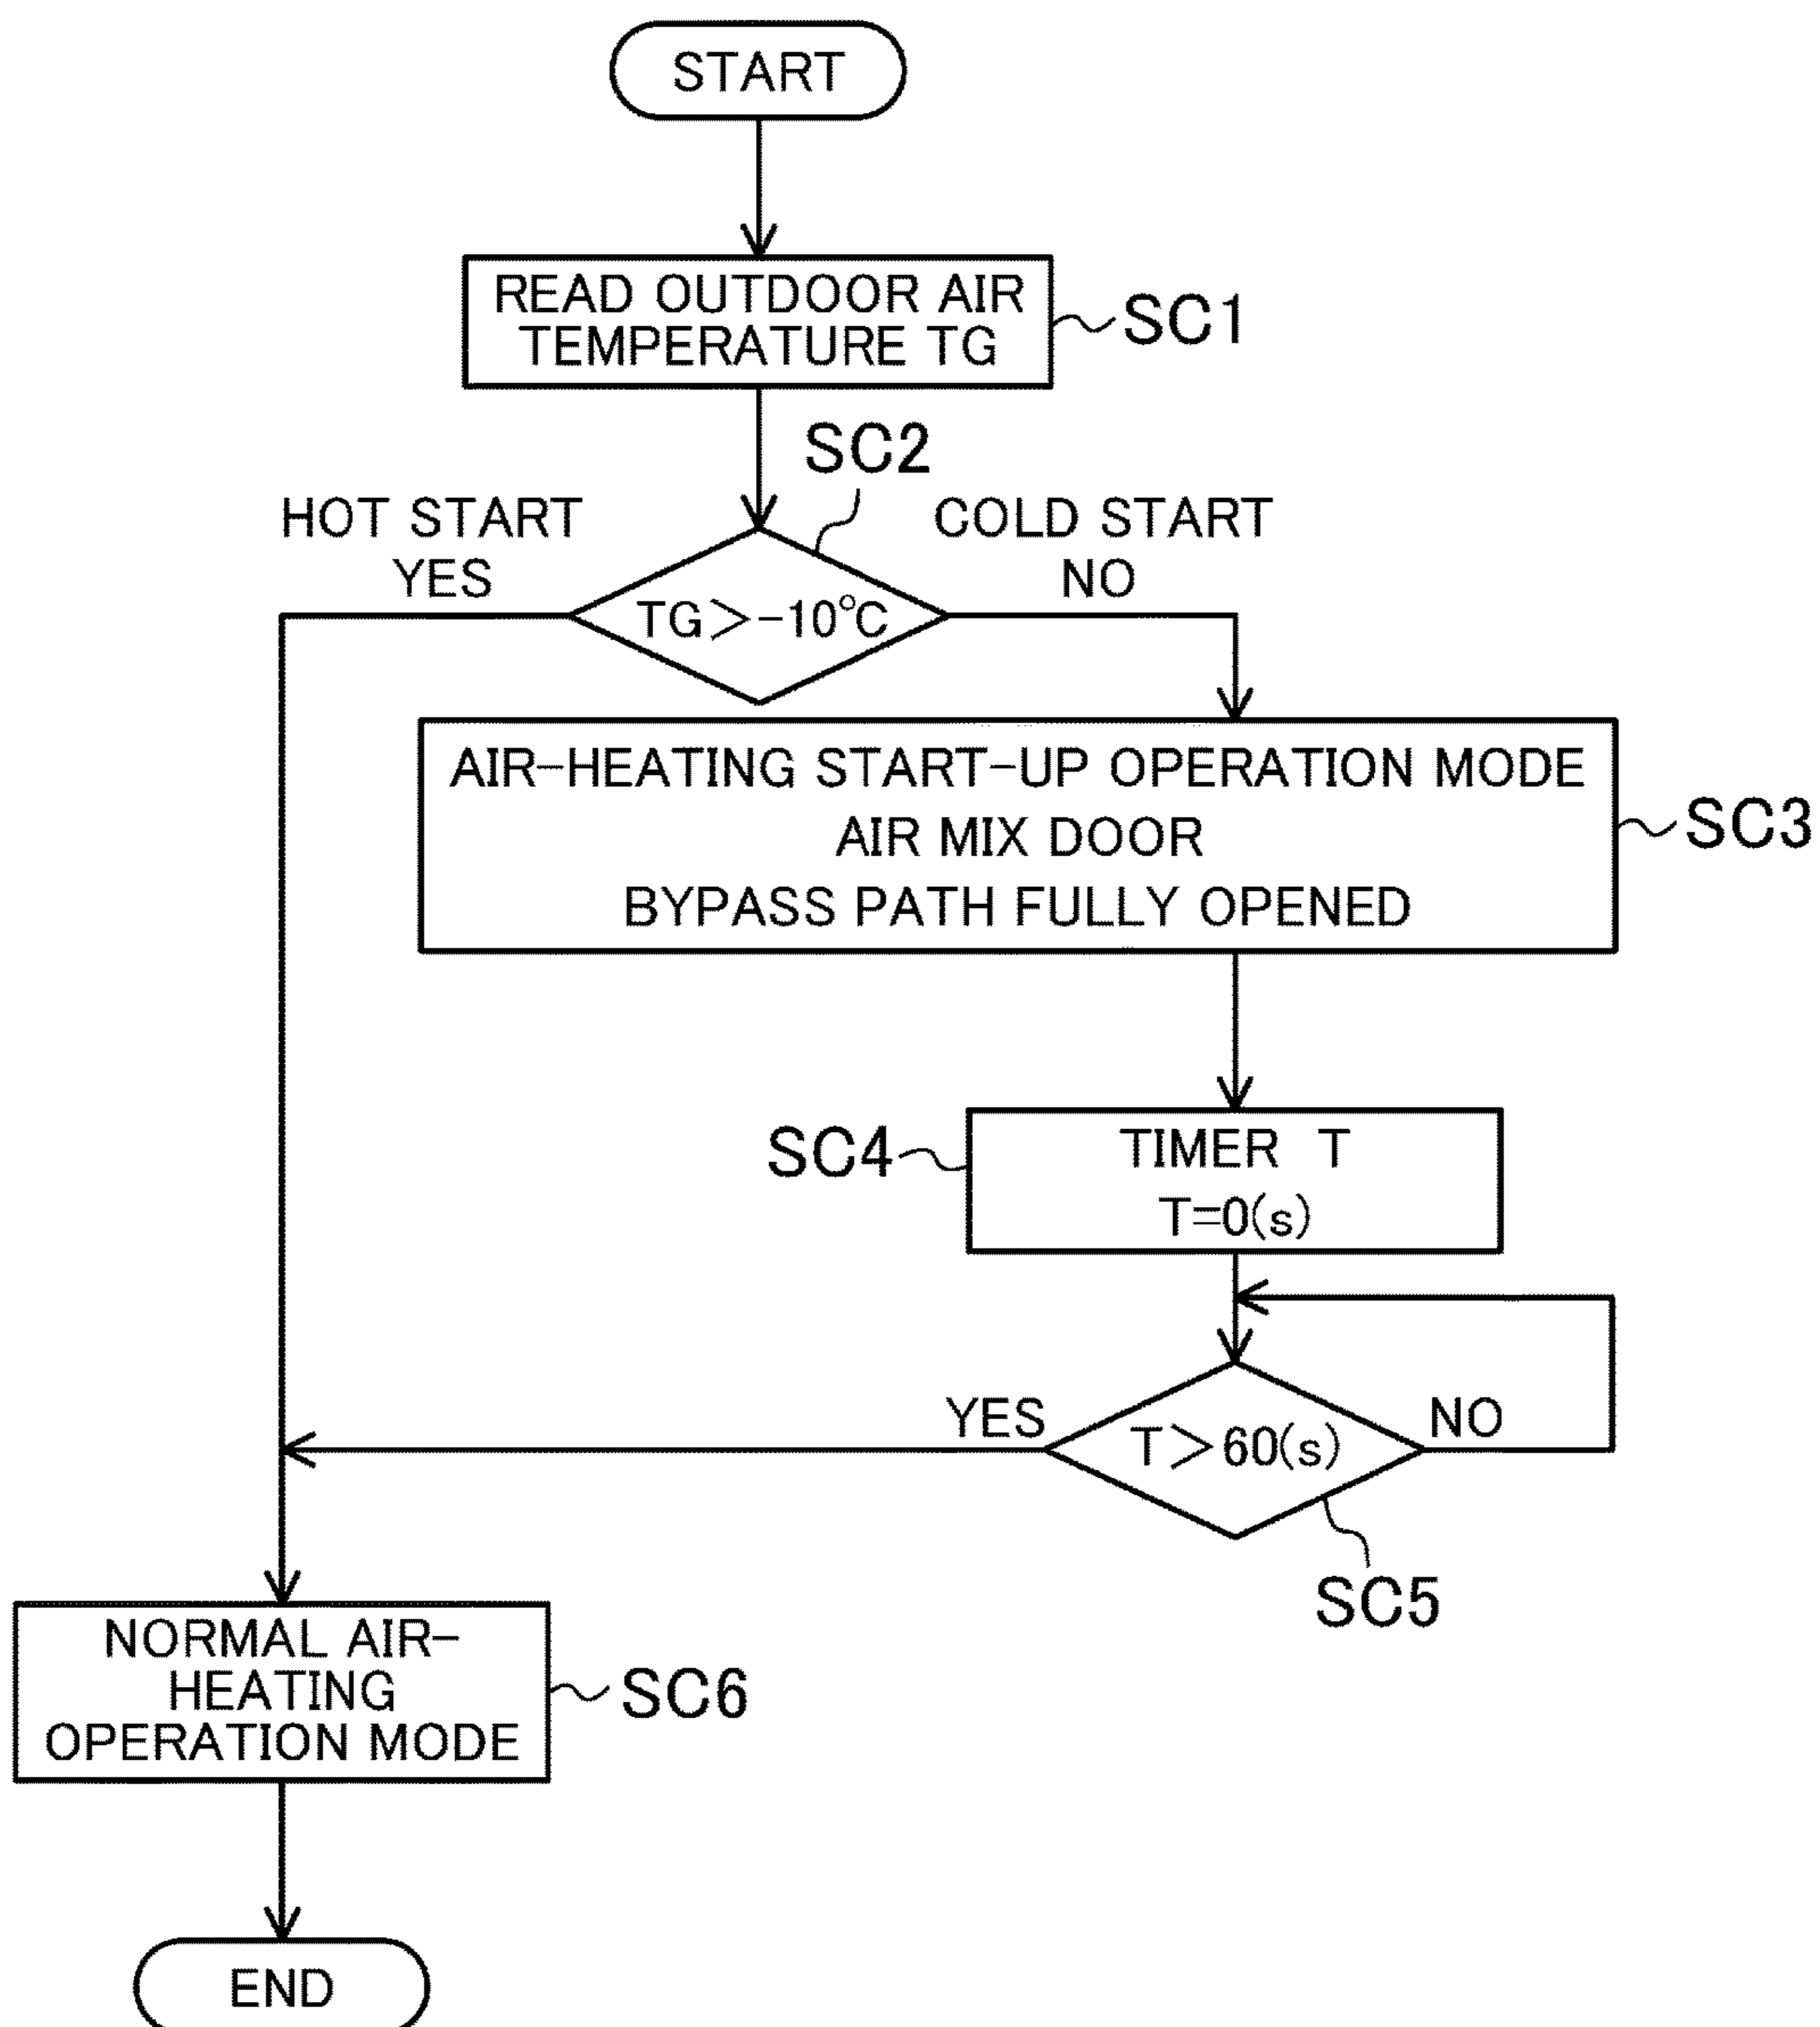 START
READ OUTDOOR AIR
TEMPERATURE TG
SC1
SC2
HOT START
YES
COLD START
NO
TG＞-10℃
AIR-HEATING START-UP OPERATION MODE
AIR MIX DOOR
BYPASS PATH FULLY OPENED
SC3
SC4
TIMER T
T=0(s)
YES
T＞60(s)
NO
SC5
NORMAL AIR-
HEATING
OPERATION MODE
SC6
END